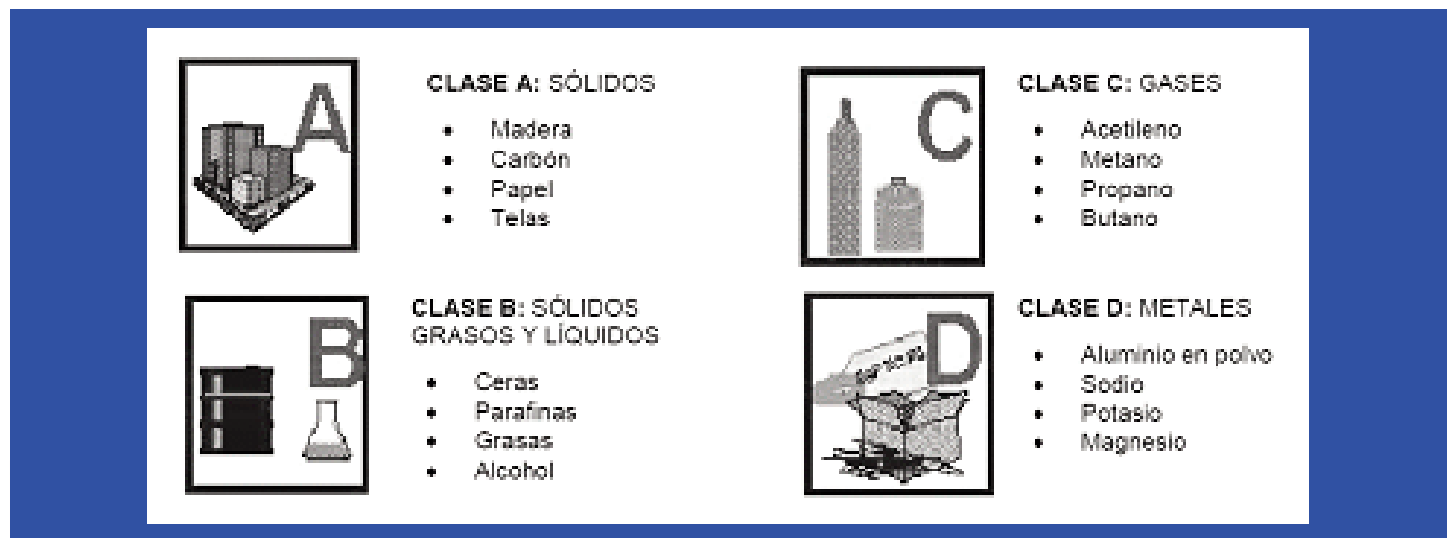 A
CLASE A: SÓLIDOS
• Madera
• Carbón
• Papel
• Telas
B
CLASE B: SÓLIDOS
GRASOS Y LÍQUIDOS
• Ceras
• Parafinas
• Grasas
• Alcohol
C
CLASE C: GASES
• Acetileno
• Metano
• Propano
• Butano
D
CLASE D: METALES
• Aluminio en polvo
• Sodio
• Potasio
• Magnesio